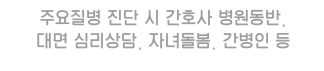 주요질병 진단 시 간호사 병원동반,
대면 심리상담, 자녀돌봄, 간병인 등